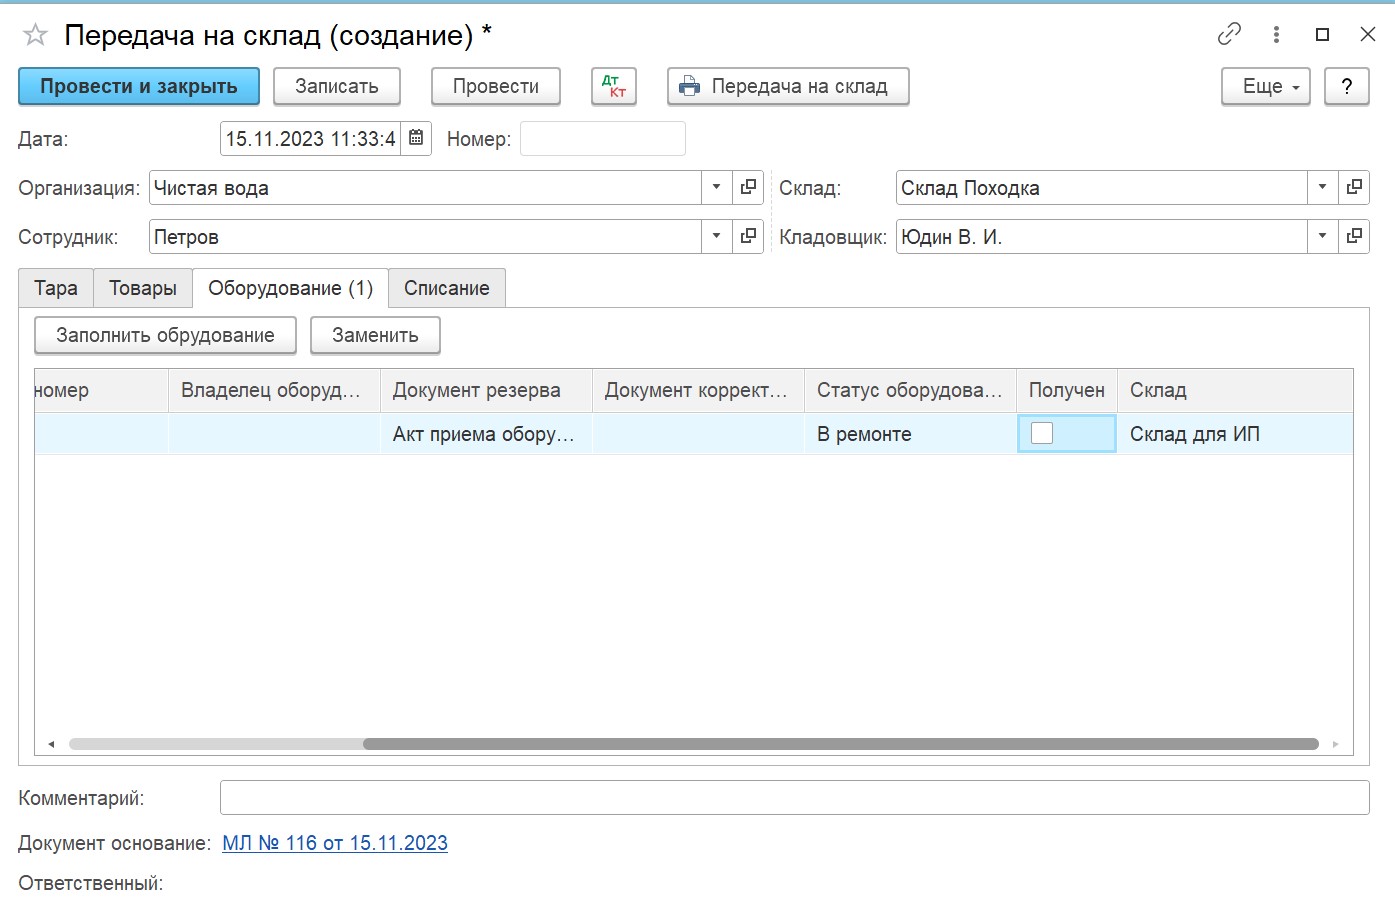 Передача на склад (создание) *
Провести и закрыть Записать Провести Дт Кт Передача на склад Еще ?
Дата: 15.11.2023 11:33:4 Номер:
Организация: Чистая вода Склад: Склад Походка
Сотрудник: Петров Кладовщик: Юдин В. И.
Тара Товары Оборудование (1) Списание
Заполнить обрудование Заменить
номер Владелец оборуд... Документ резерва Документ коррект... Статус оборудова... Получен Склад
Акт приема обору... В ремонте Склад для ИП
Комментарий:
Документ основание: МЛ № 116 от 15.11.2023
Ответственный: